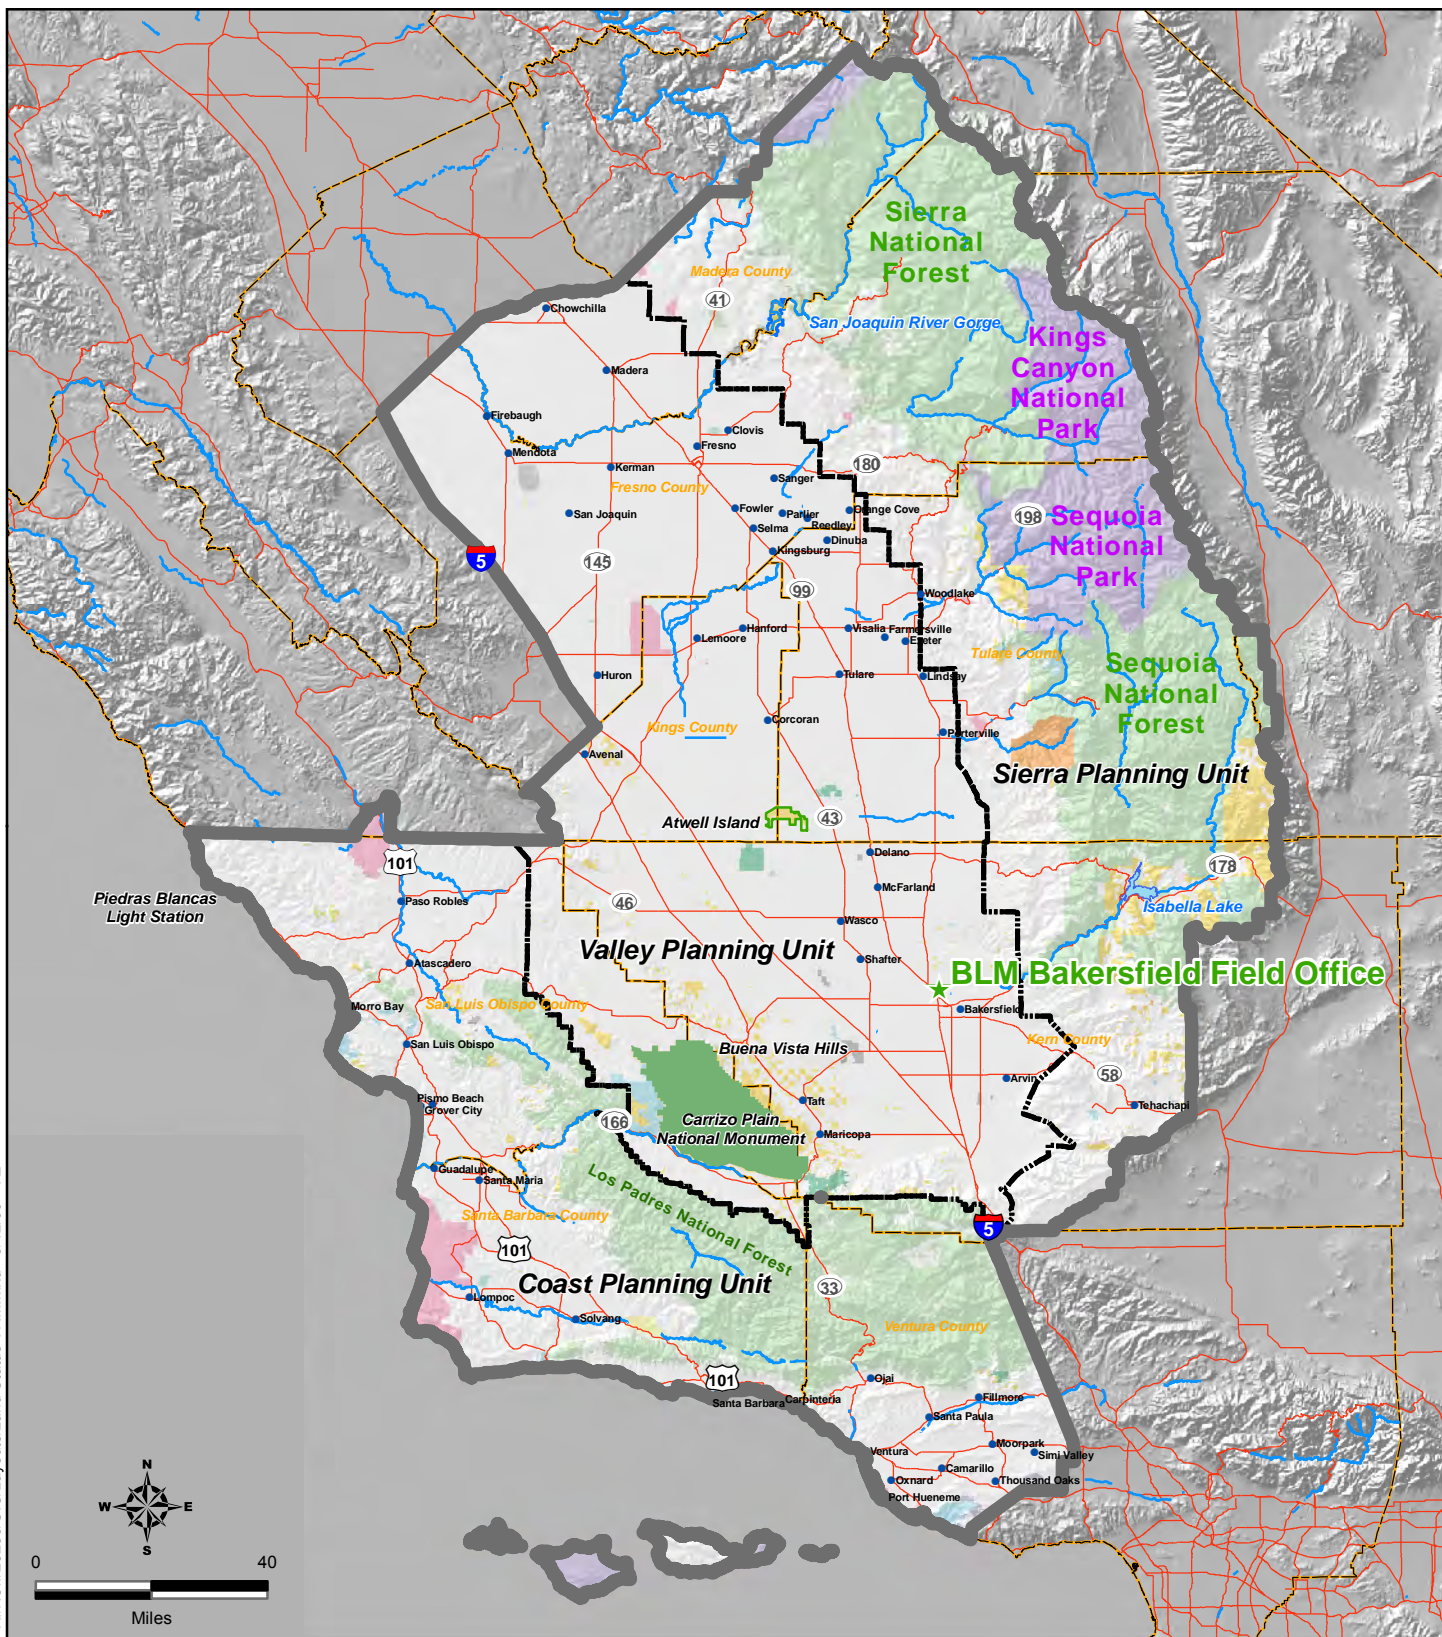 Sierra
National
Forest
Madera County
41
San Joaquin River Gorge
Chowchilla
Kings
Canyon
National
Park
Madera
Firebaugh
Clovis
Fresno
Mendota
Kerman
180
Sanger
Fresno County
San Joaquin
Fowler
Parlier
Orange Cove
Selma
Reedley
198
Sequoia
National
Park
Dinuba
Kingsburg
5
145
99
Woodlake
Hanford
Visalia
Farmersville
Lemoore
Exeter
Tulare County
Huron
Tulare
Lindsay
Sequoia
National
Forest
Kings County
Corcoran
Porterville
Avenal
Sierra Planning Unit
Atwell Island
43
101
Delano
178
McFarland
Piedras Blancas
Light Station
Paso Robles
46
Isabella Lake
Wasco
Valley Planning Unit
Shafter
Atascadero
BLM Bakersfield Field Office
Morro Bay
San Luis Obispo County
Bakersfield
San Luis Obispo
Buena Vista Hills
Kern County
58
Arvin
Pismo Beach
Grover City
Taft
Tehachapi
166
Carrizo Plain
National Monument
Maricopa
Guadalupe
Santa Maria
Los Padres National Forest
Santa Barbara County
5
101
Coast Planning Unit
33
Lompoc
Solvang
Ventura County
101
Ojai
Santa Barbara
Carpinteria
Fillmore
Santa Paula
Ventura
Moorpark
Simi Valley
Camarillo
Oxnard
Thousand Oaks
Port Hueneme
N
W
E
S
0
40
Miles